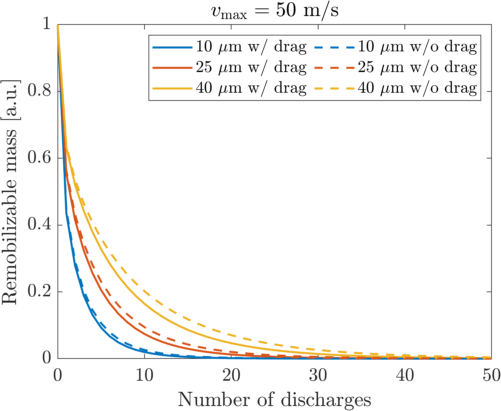 v_max = 50 m/s
10 μm w/ drag 10 μm w/o drag
25 μm w/ drag 25 μm w/o drag
40 μm w/ drag 40 μm w/o drag
Remobilizable mass [a.u.]
1
0.8
0.6
0.4
0.2
0
0 10 20 30 40 50
Number of discharges